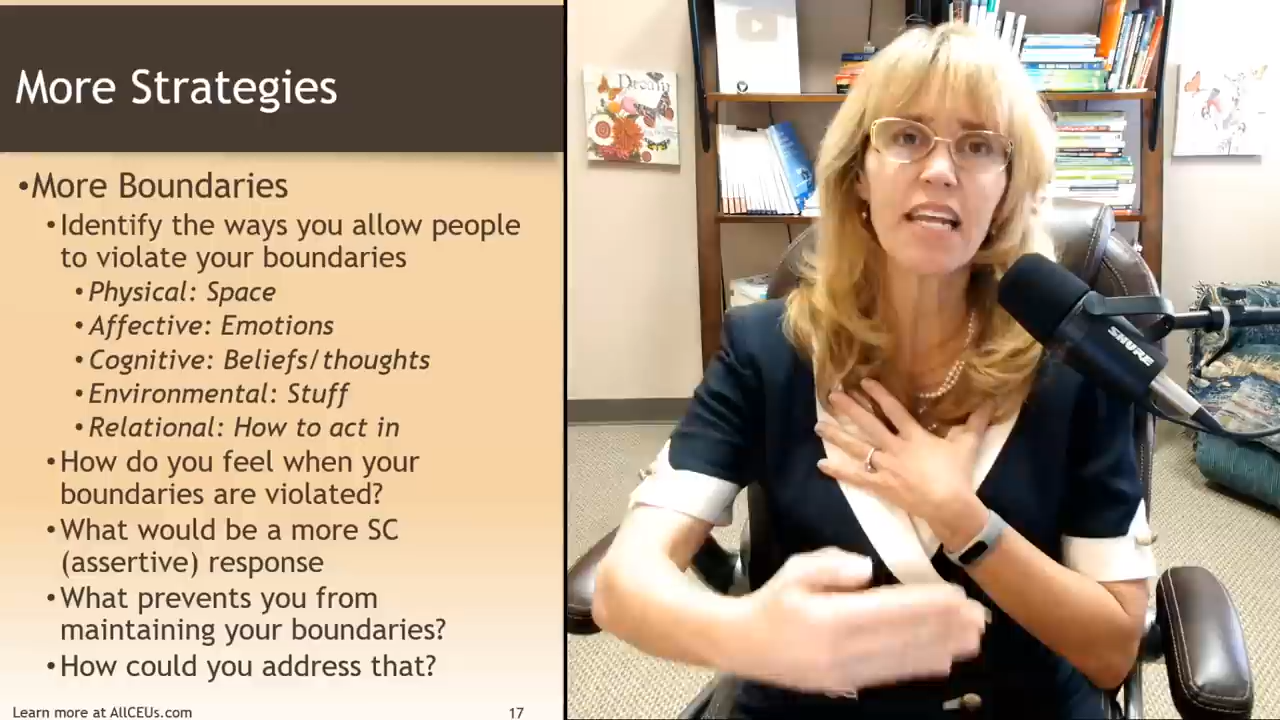 More Strategies
•More Boundaries
•Identify the ways you allow people
to violate your boundaries
•Physical: Space
•Affective: Emotions
•Cognitive: Beliefs/thoughts
•Environmental: Stuff
•Relational: How to act in
•How do you feel when your
boundaries are violated?
•What would be a more SC
(assertive) response
•What prevents you from
maintaining your boundaries?
•How could you address that?
Learn more at AllCEUs.com
17
Dream
SHURE